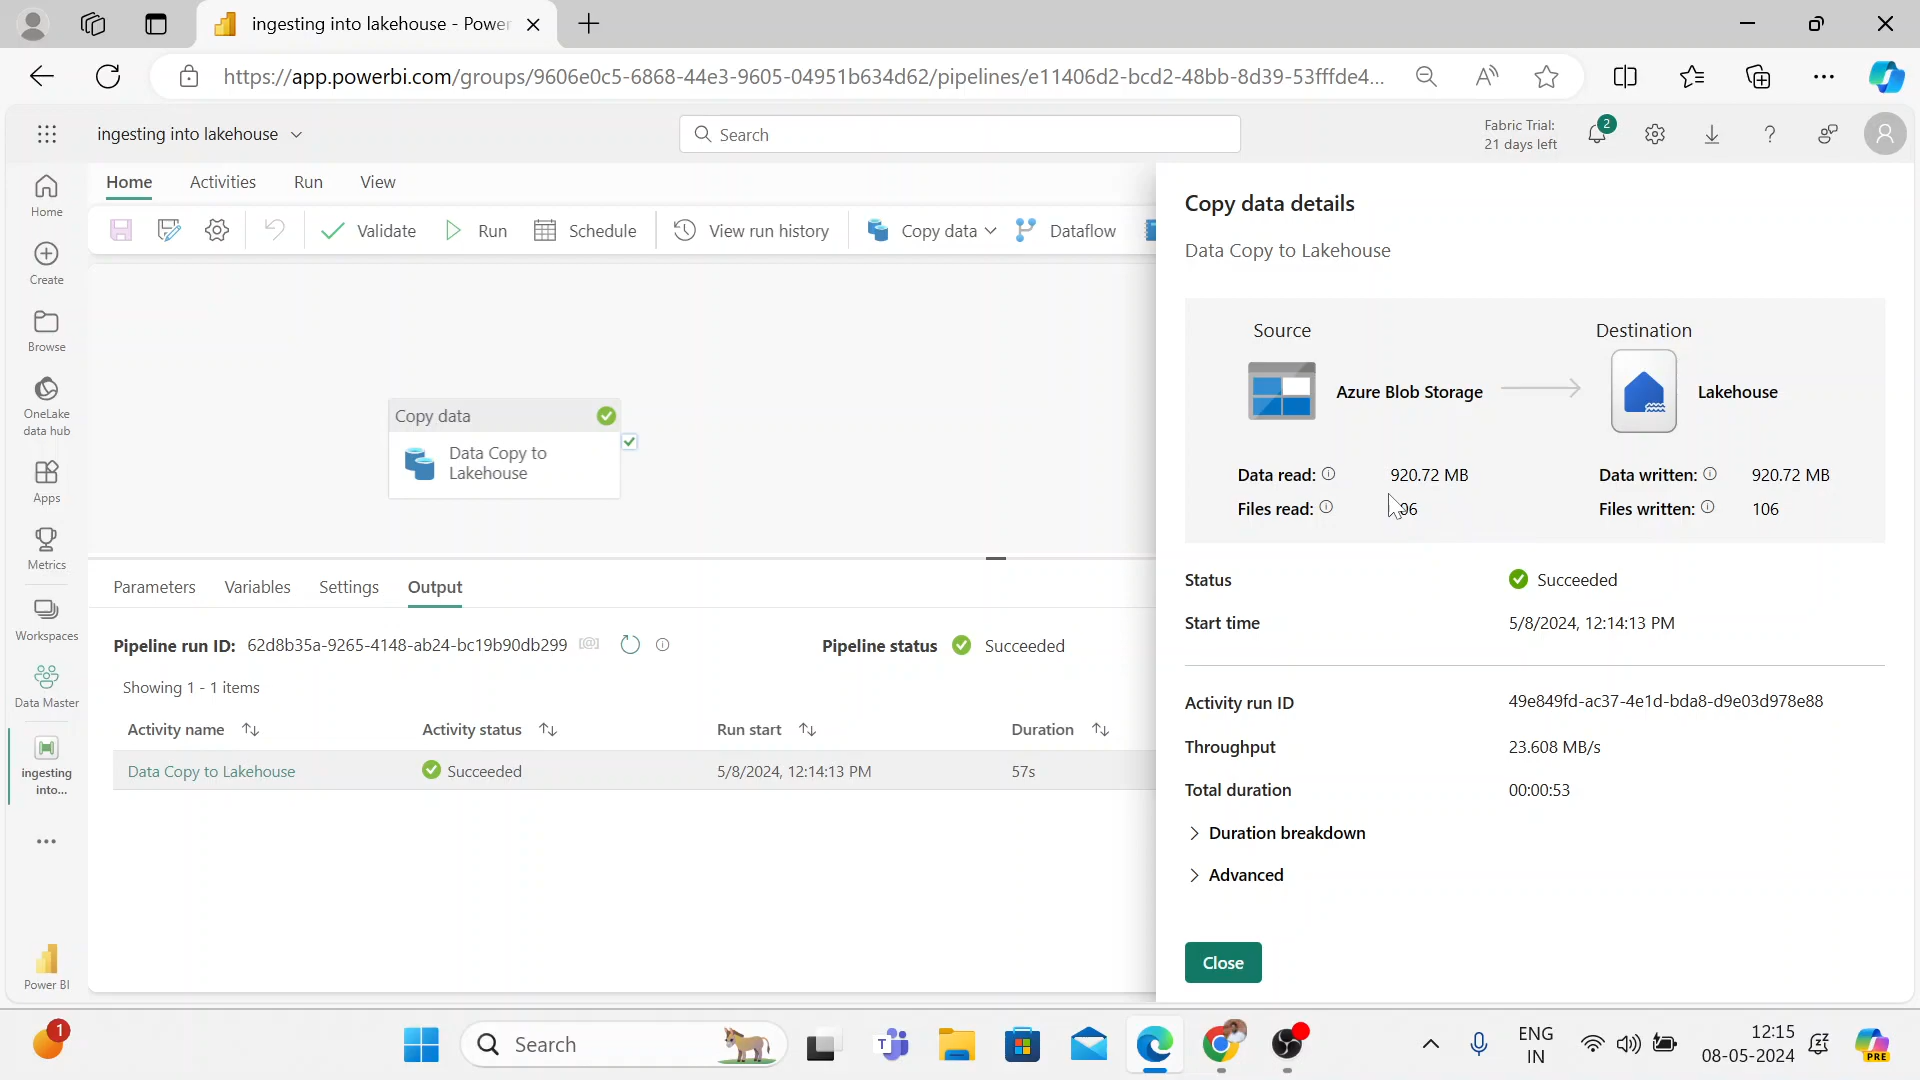 ingesting into lakehouse - Power
https://app.powerbi.com/groups/9606e0c5-6868-44e3-9605-04951b634d62/pipelines/e11406d2-bcd2-48bb-8d39-53fffde4...
ingesting into lakehouse
Search
Fabric Trial:
21 days left
2
Home
Activities
Run
View
Validate
Run
Schedule
View run history
Copy data
Dataflow
Home
Create
Browse
OneLake
data hub
Apps
Metrics
Workspaces
Data Master
ingesting
into...
Power BI
Copy data
Data Copy to
Lakehouse
Parameters
Variables
Settings
Output
Pipeline run ID: 62d8b35a-9265-4148-ab24-bc19b90db299
Pipeline status
Succeeded
Showing 1 - 1 items
Activity name
Activity status
Run start
Duration
Data Copy to Lakehouse
Succeeded
5/8/2024, 12:14:13 PM
57s
Copy data details
Data Copy to Lakehouse
Source
Destination
Azure Blob Storage
Lakehouse
Data read: 920.72 MB
Data written: 920.72 MB
Files read:
Files written: 106
Status
Succeeded
Start time
5/8/2024, 12:14:13 PM
Activity run ID
49e849fd-ac37-4e1d-bda8-d9e03d978e88
Throughput
23.608 MB/s
Total duration
00:00:53
Duration breakdown
Advanced
Close
1
Search
T
ENG
IN
12:15
08-05-2024
PRE